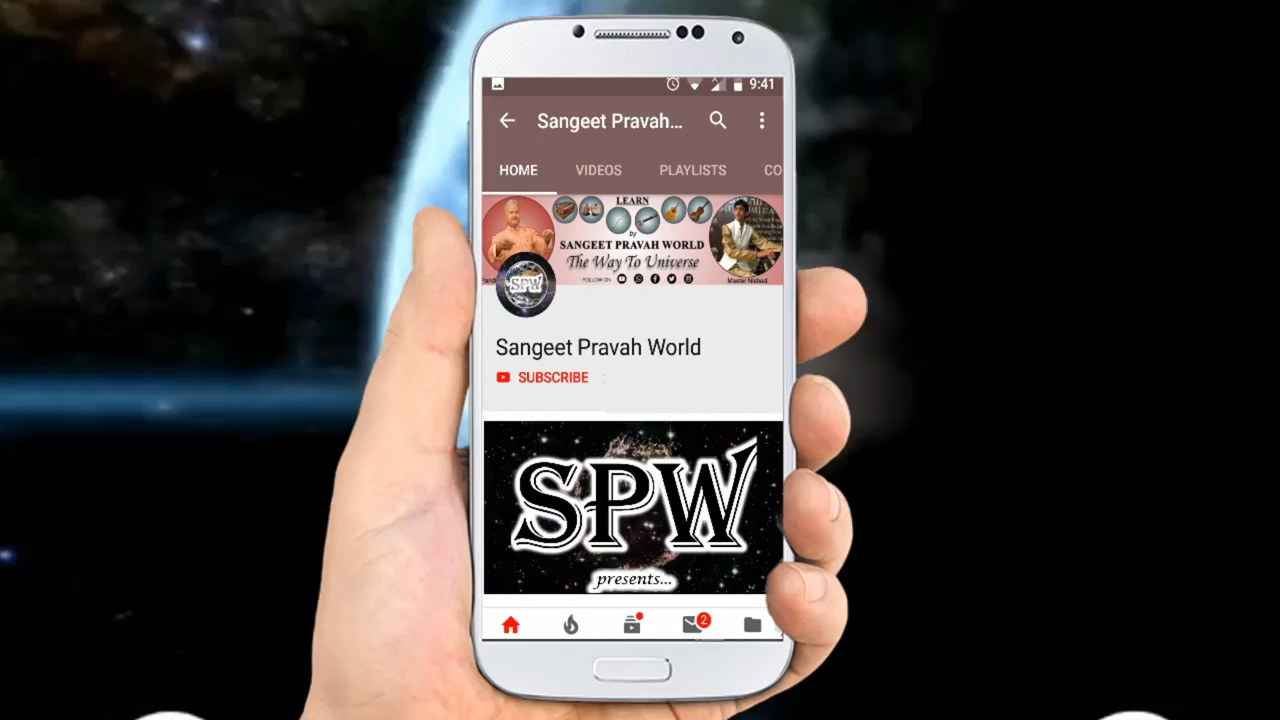 9:41
Sangeet Pravah...
HOME VIDEOS PLAYLISTS CO
LEARN
by
SANGEET PRAVAH WORLD
The Way To Universe
FOLLOW ON
Master Nishad
SPW
Sangeet Pravah World
SUBSCRIBE
SPW
presents...
2